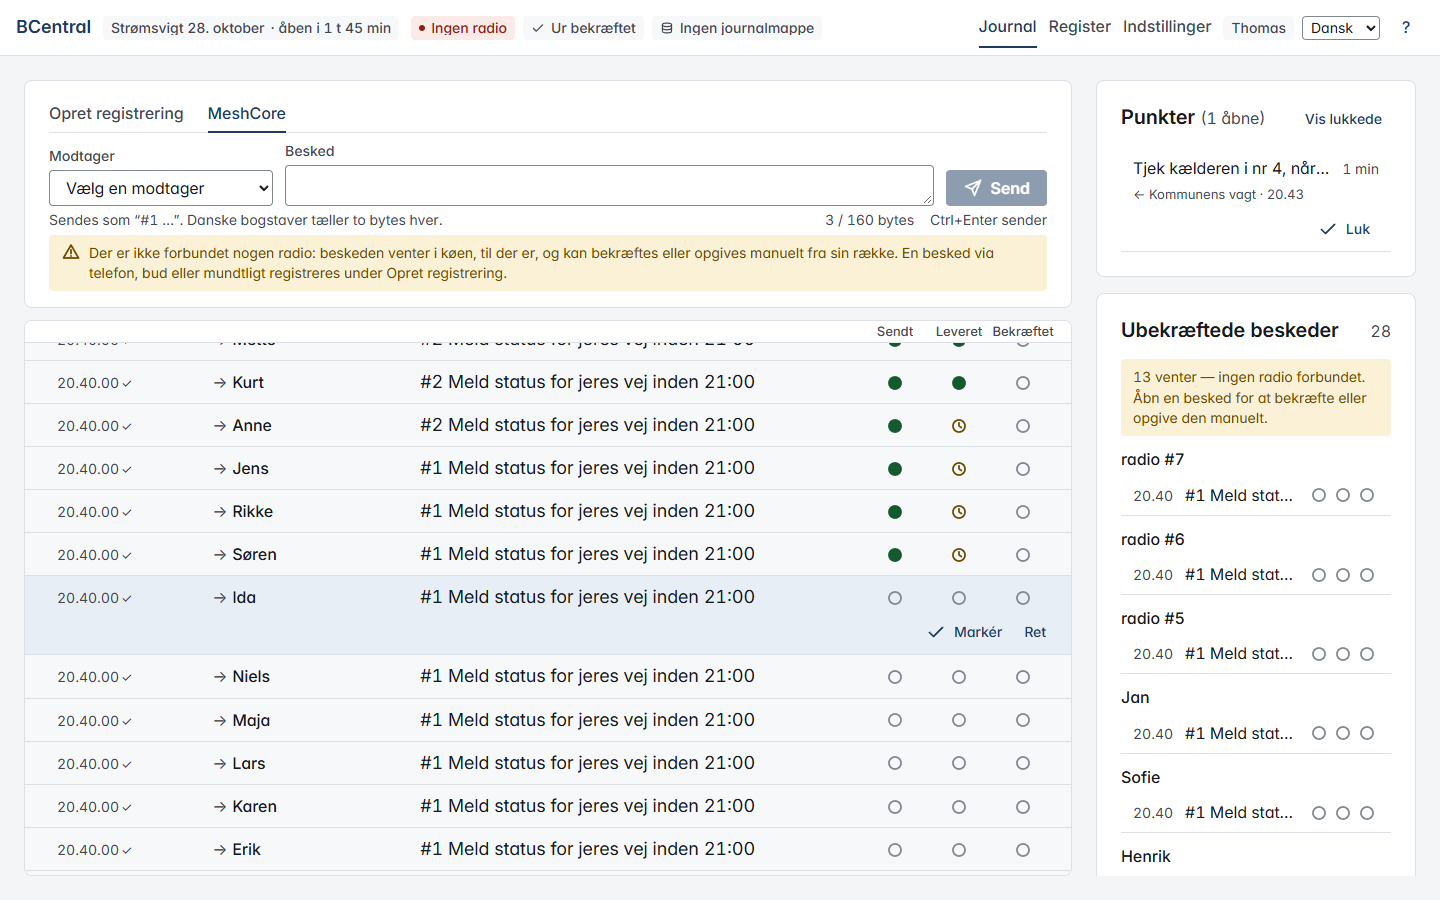 BCentral
Strømsvigt 28. oktober · åben i 1 t 45 min
Ingen radio
Ur bekræftet
Ingen journalmappe
Journal
Register
Indstillinger
Thomas
Dansk
?
Opret registrering
MeshCore
Modtager
Besked
Vælg en modtager
Send
Sendes som “#1 …”. Danske bogstaver tæller to bytes hver.
3 / 160 bytes
Ctrl+Enter sender
Der er ikke forbundet nogen radio: beskeden venter i køen, til der er, og kan bekræftes eller opgives manuelt fra sin række. En besked via
telefon, bud eller mundtligt registreres under Opret registrering.
Sendt Leveret Bekræftet
20.40.00 → Kurt #2 Meld status for jeres vej inden 21:00
20.40.00 → Anne #2 Meld status for jeres vej inden 21:00
20.40.00 → Jens #1 Meld status for jeres vej inden 21:00
20.40.00 → Rikke #1 Meld status for jeres vej inden 21:00
20.40.00 → Søren #1 Meld status for jeres vej inden 21:00
20.40.00 → Ida #1 Meld status for jeres vej inden 21:00
Markér Ret
20.40.00 → Niels #1 Meld status for jeres vej inden 21:00
20.40.00 → Maja #1 Meld status for jeres vej inden 21:00
20.40.00 → Lars #1 Meld status for jeres vej inden 21:00
20.40.00 → Karen #1 Meld status for jeres vej inden 21:00
20.40.00 → Erik #1 Meld status for jeres vej inden 21:00
Punkter (1 åbne)
Vis lukkede
Tjek kælderen i nr 4, når… 1 min
← Kommunens vagt · 20.43
Luk
Ubekræftede beskeder 28
13 venter — ingen radio forbundet.
Åbn en besked for at bekræfte eller
opgive den manuelt.
radio #7
20.40 #1 Meld stat…
radio #6
20.40 #1 Meld stat…
radio #5
20.40 #1 Meld stat…
Jan
20.40 #1 Meld stat…
Sofie
20.40 #1 Meld stat…
Henrik